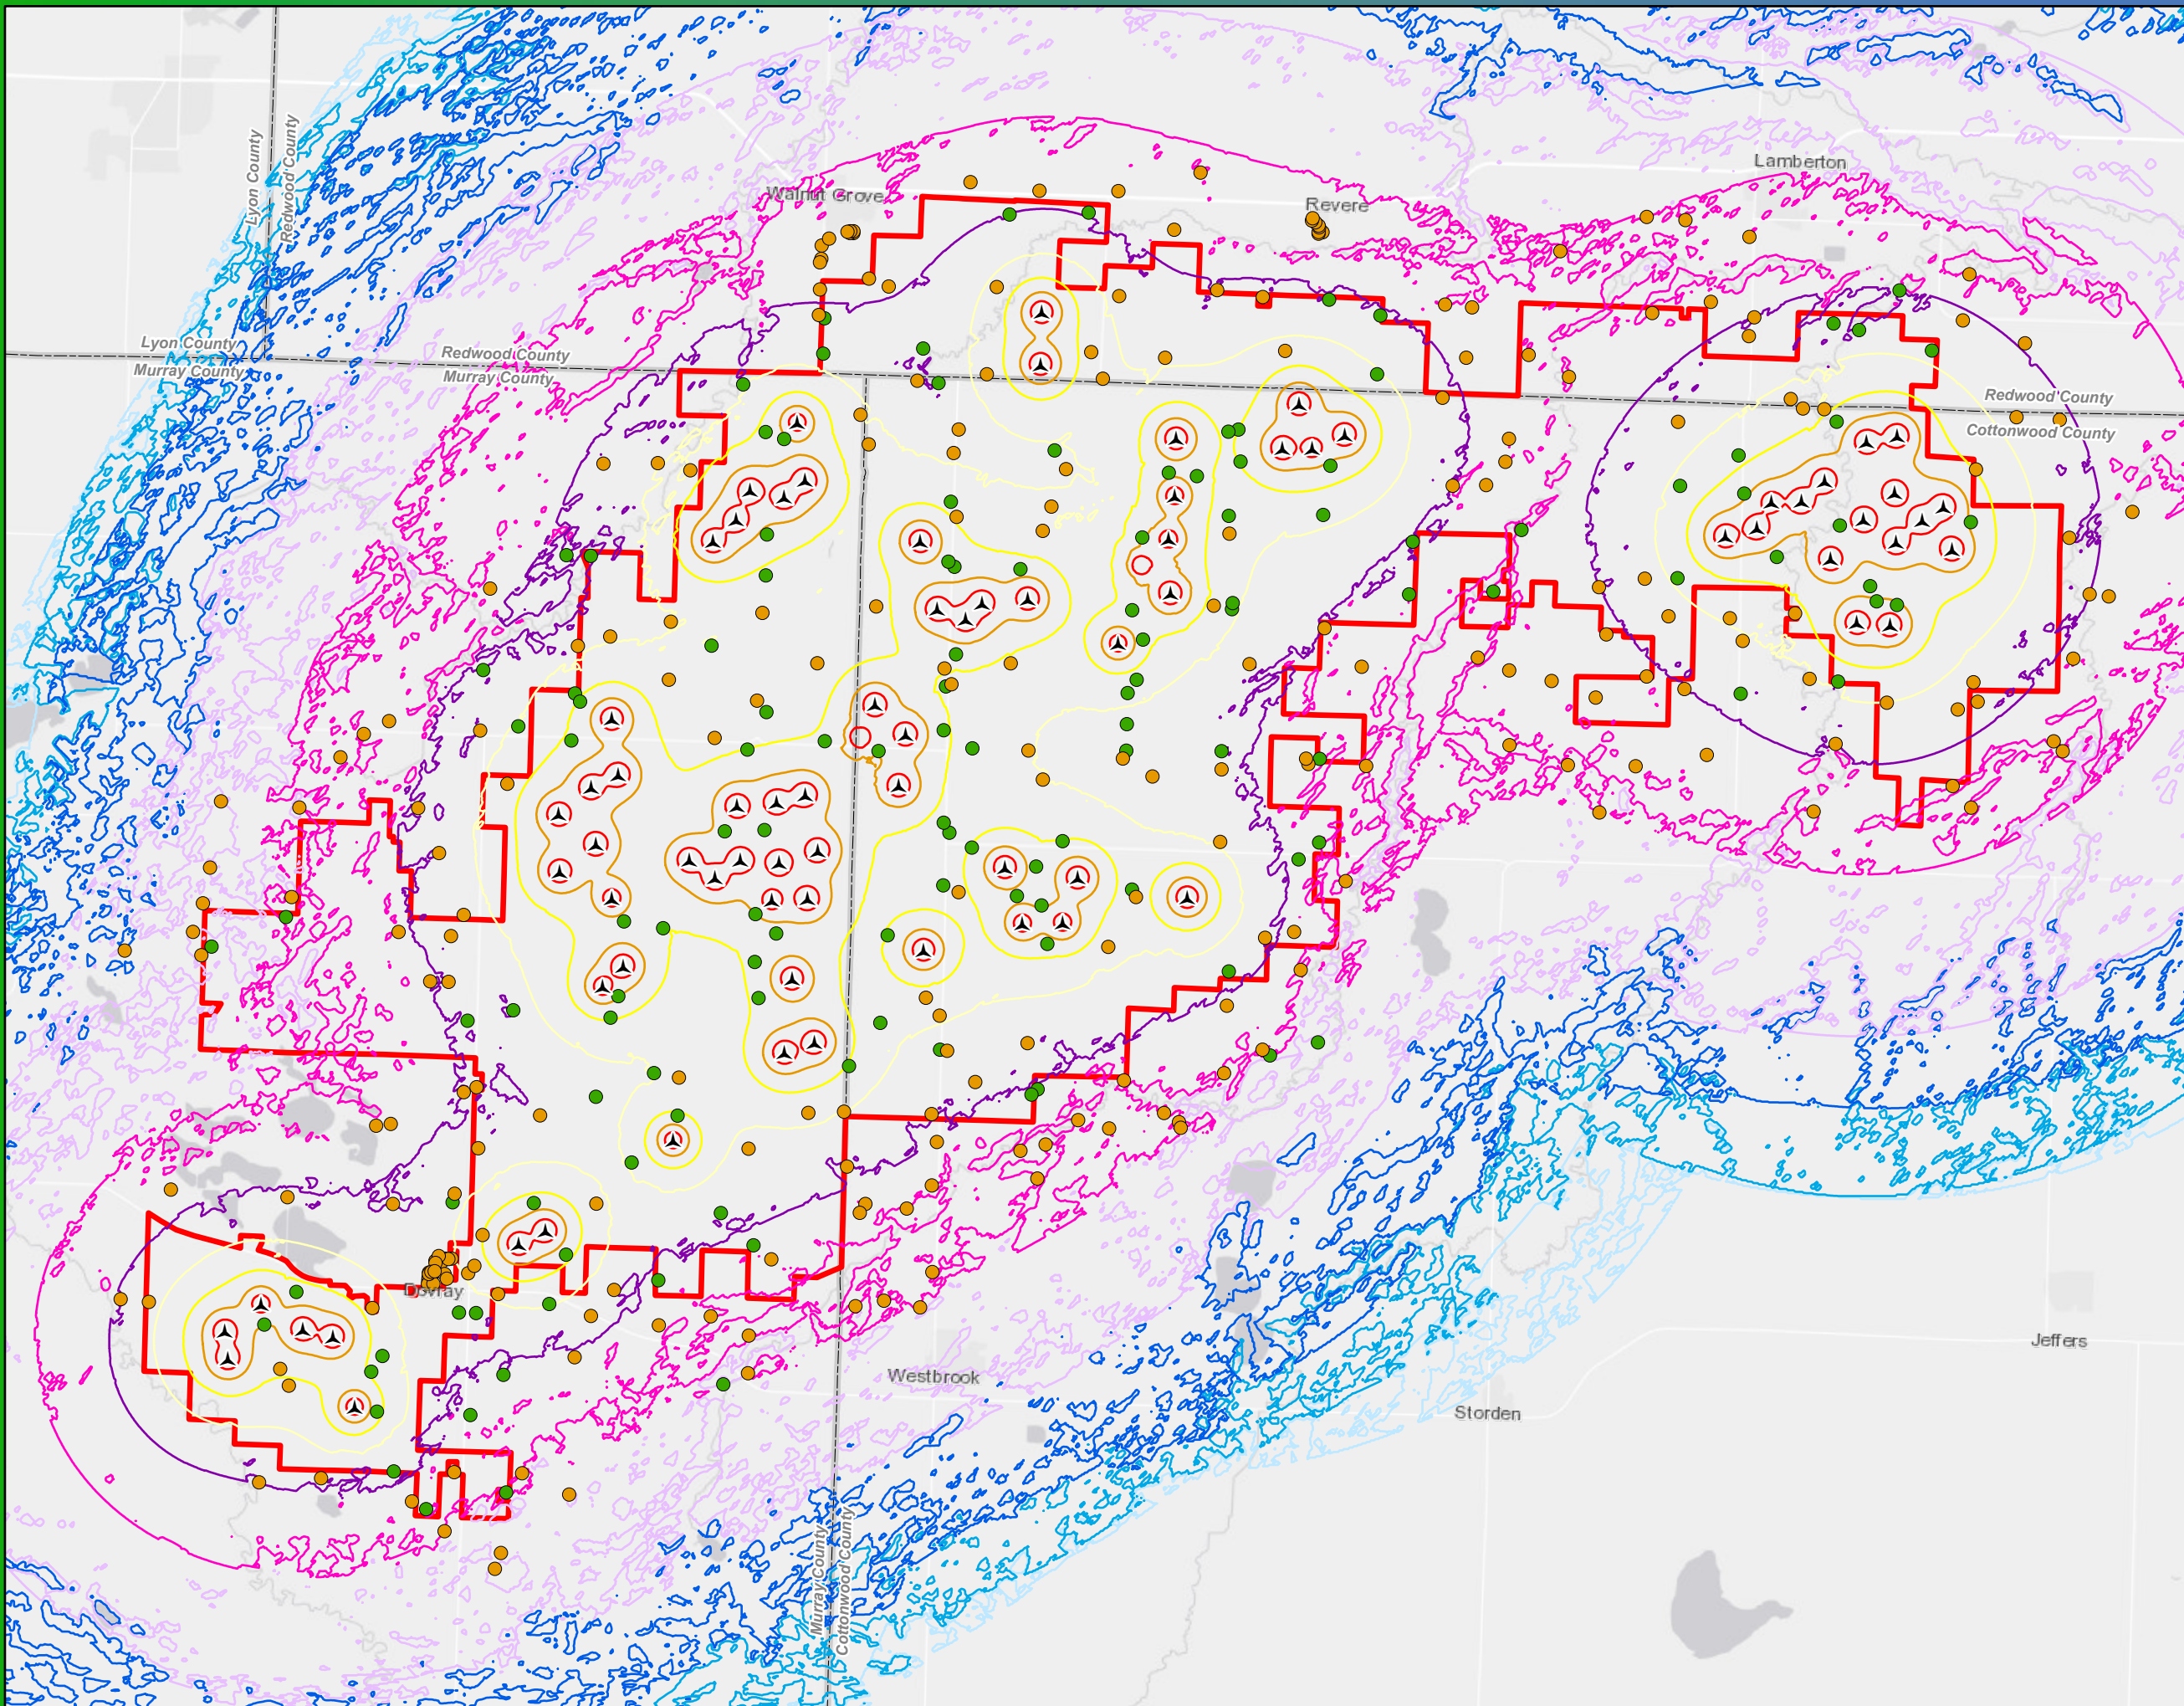 Lyon County
Redwood County
Lamberton
Walnut Grove
Revere
Lyon County
Murray County
Redwood County
Murray County
Redwood County
Cottonwood County
Dovray
Jeffers
Westbrook
Storden
Murray County
Cottonwood County